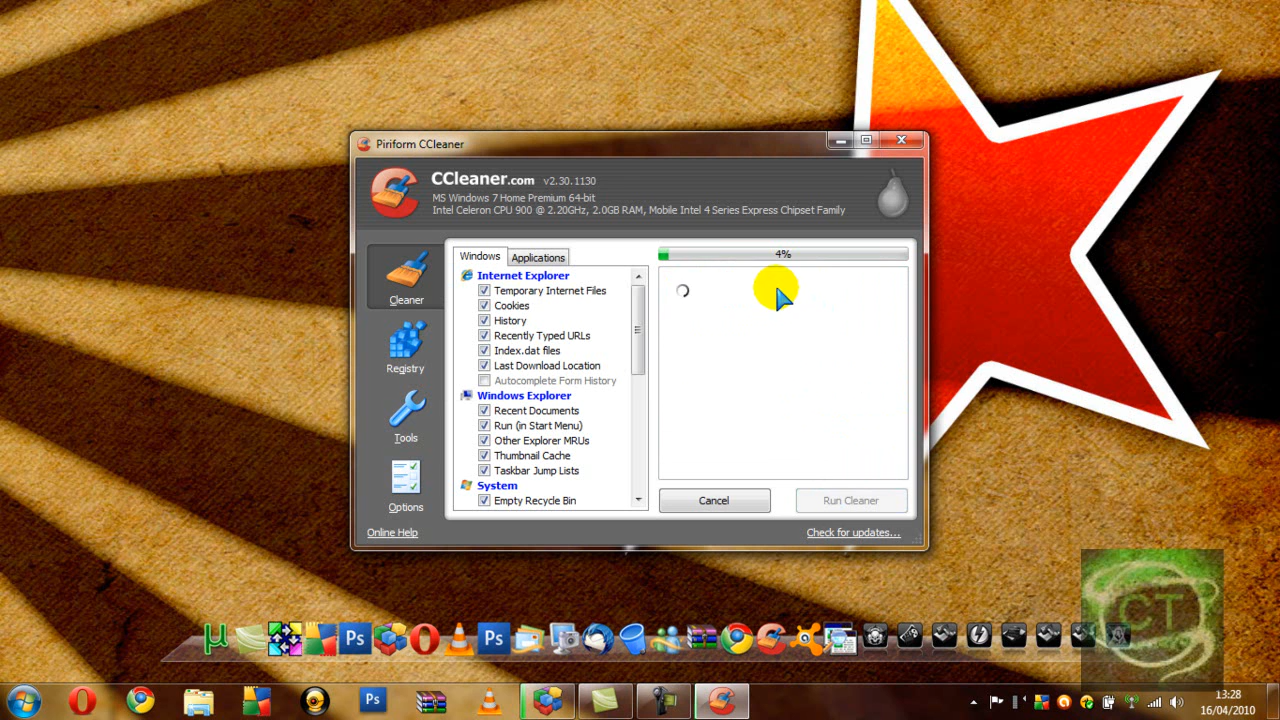 Piriform CCleaner
CCleaner.com v2.30.1130
MS Windows 7 Home Premium 64-bit
Intel Celeron CPU 900 @ 2.20GHz, 2.0GB RAM, Mobile Intel 4 Series Express Chipset Family
Cleaner
Registry
Tools
Options
Windows
Applications
Internet Explorer
Temporary Internet Files
Cookies
History
Recently Typed URLs
Index.dat files
Last Download Location
Autocomplete Form History
Windows Explorer
Recent Documents
Run (in Start Menu)
Other Explorer MRUs
Thumbnail Cache
Taskbar Jump Lists
System
Empty Recycle Bin
4%
Cancel
Run Cleaner
Online Help
Check for updates...
CT
µ
Ps
Ps
Ps
13:28
16/04/2010